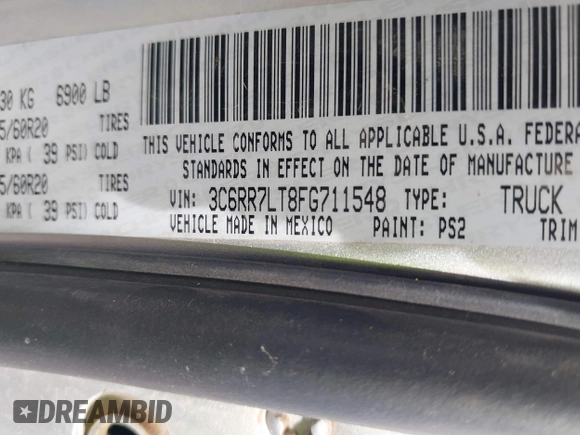 30 KG 6900 LB
5/60R20 TIRES
KPA ( 39 PSI) COLD
5/60R20 TIRES
KPA ( 39 PSI) COLD
THIS VEHICLE CONFORMS TO ALL APPLICABLE U.S.A. FEDERA
STANDARDS IN EFFECT ON THE DATE OF MANUFACTURE
VIN: 3C6RR7LT8FG711548 TYPE: TRUCK
VEHICLE MADE IN MEXICO PAINT: PS2 TRIM
DREAMBID